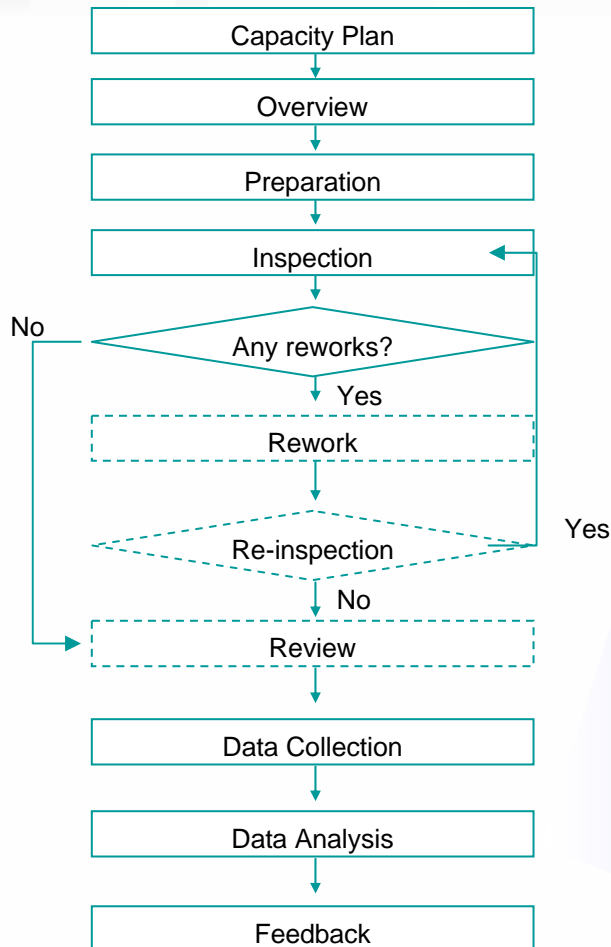 Capacity Plan
Overview
Preparation
Inspection
No
Any reworks?
Yes
Rework
Re-inspection
Yes
No
Review
Data Collection
Data Analysis
Feedback